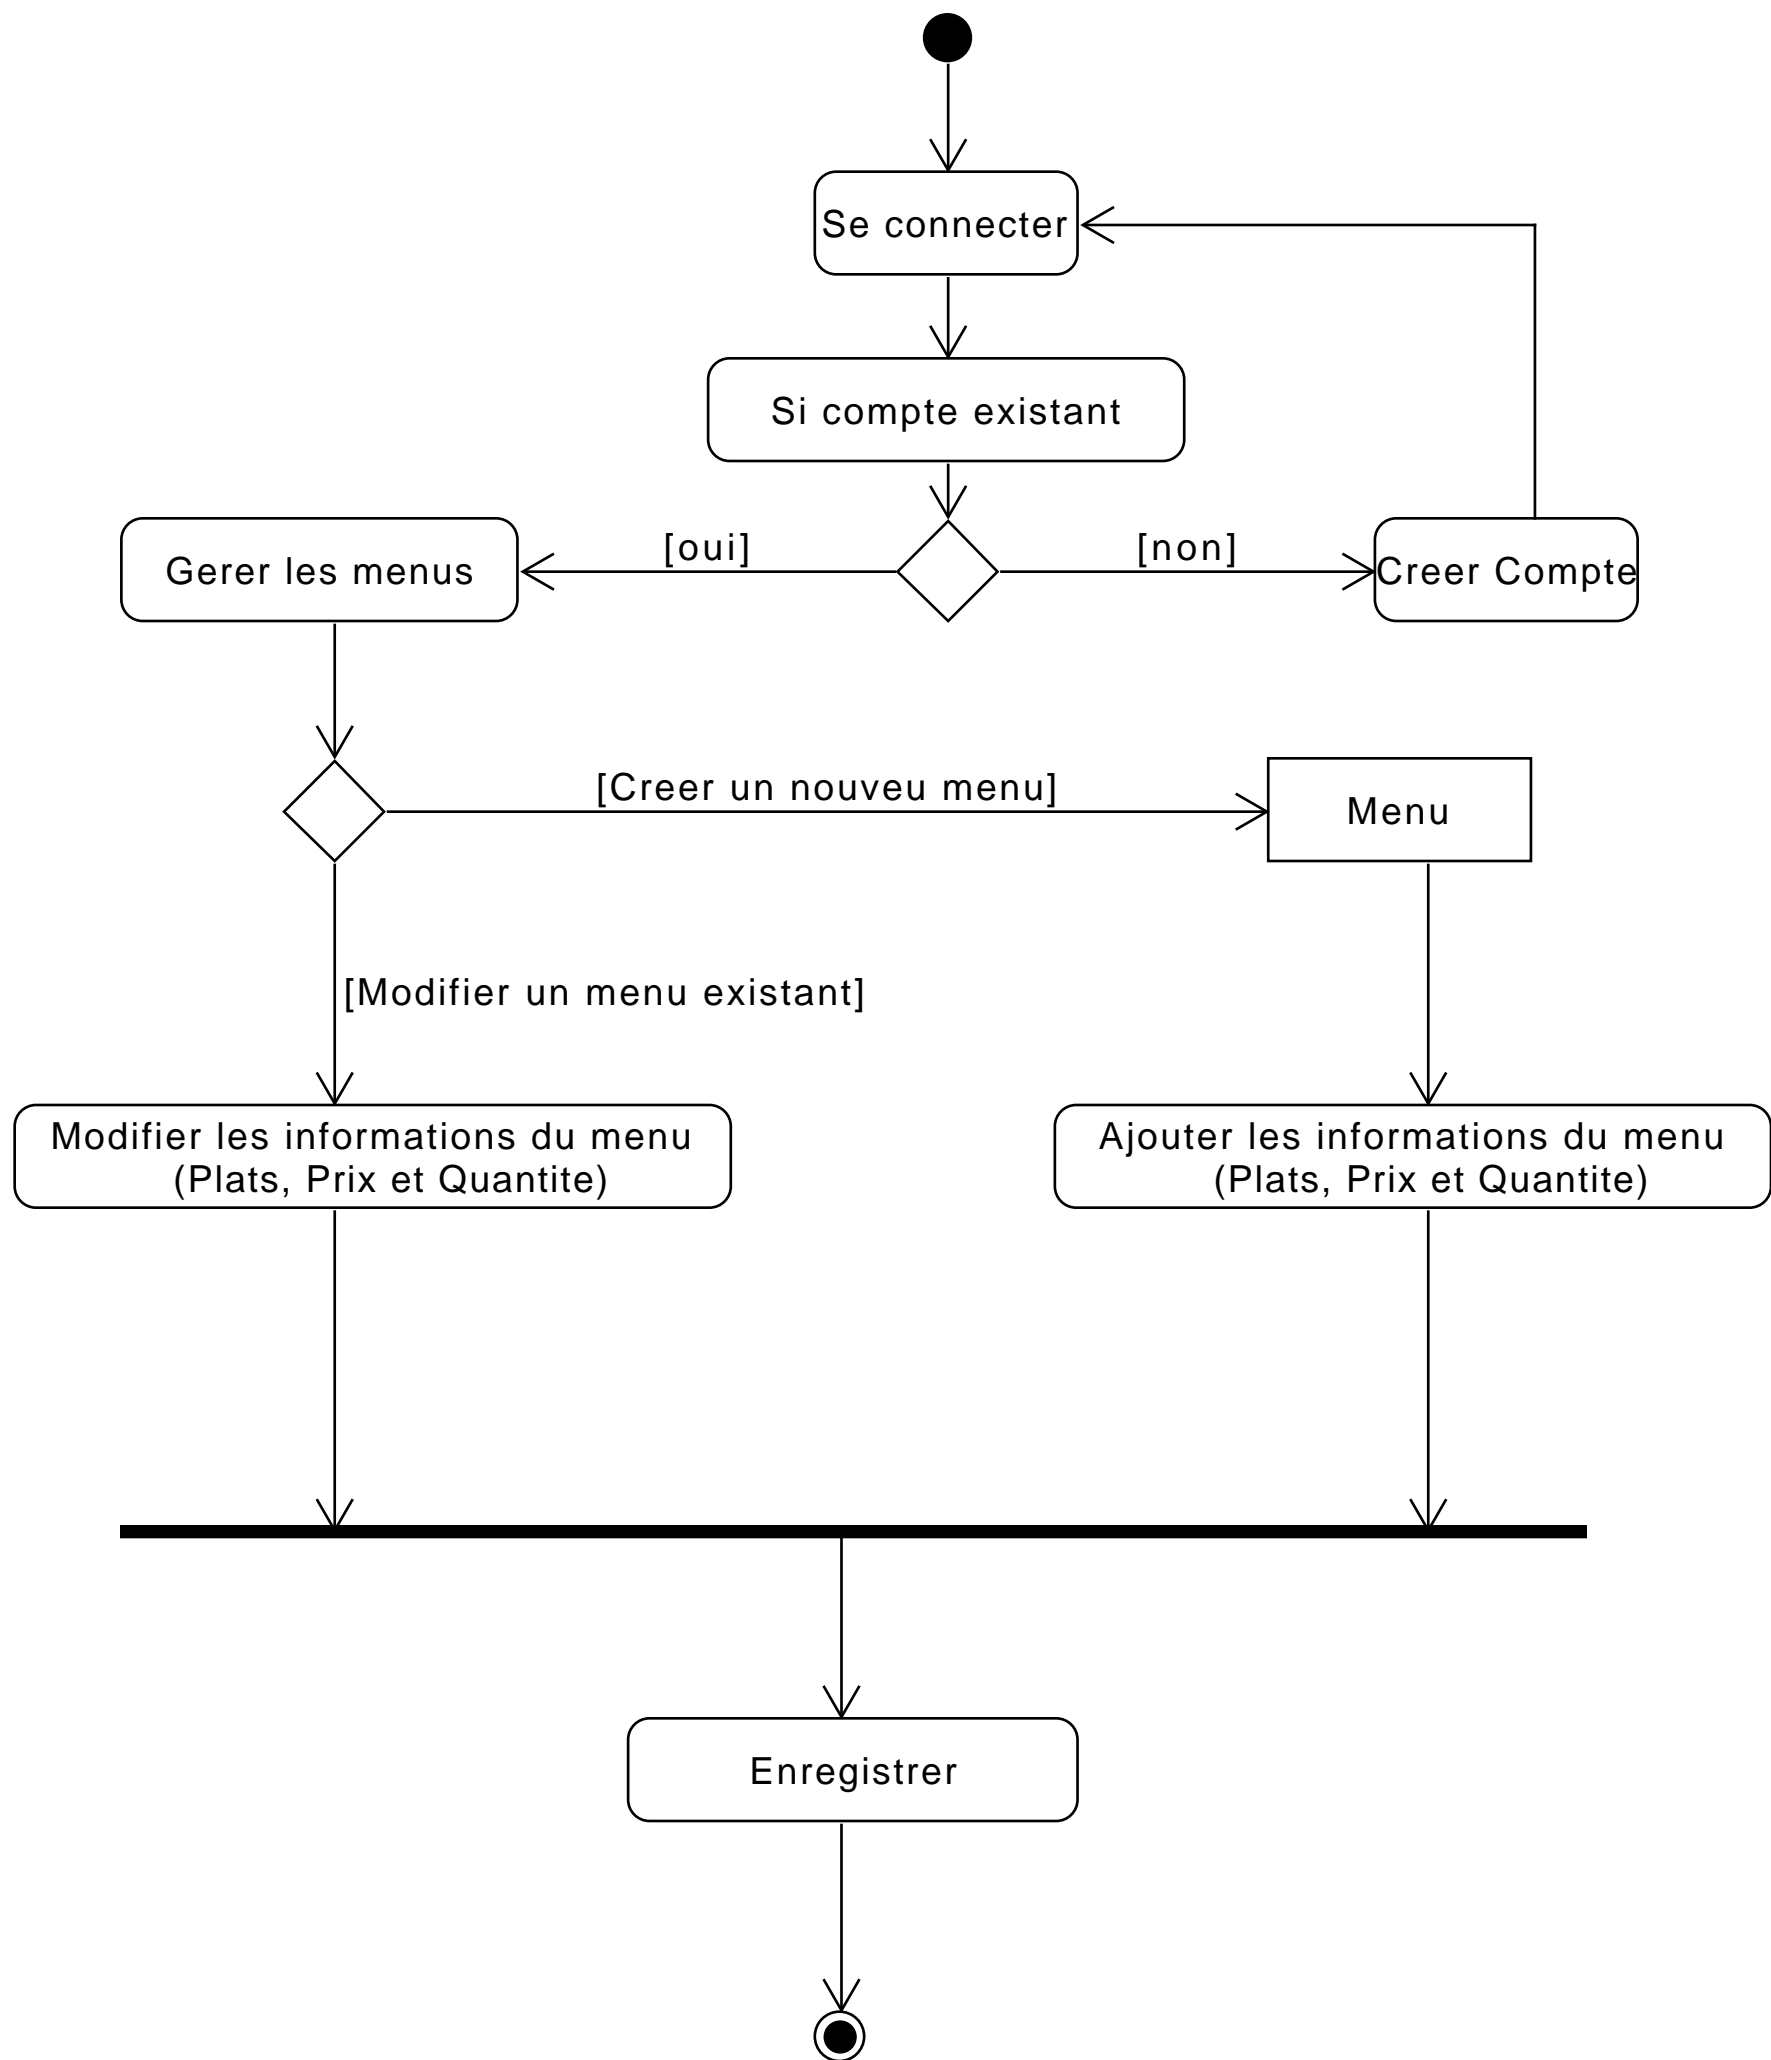 Se connecter
Si compte existant
Gerer les menus
[oui]
[non]
Creer Compte
[Creer un nouveu menu]
Menu
[Modifier un menu existant]
Modifier les informations du menu
(Plats, Prix et Quantite)
Ajouter les informations du menu
(Plats, Prix et Quantite)
Enregistrer